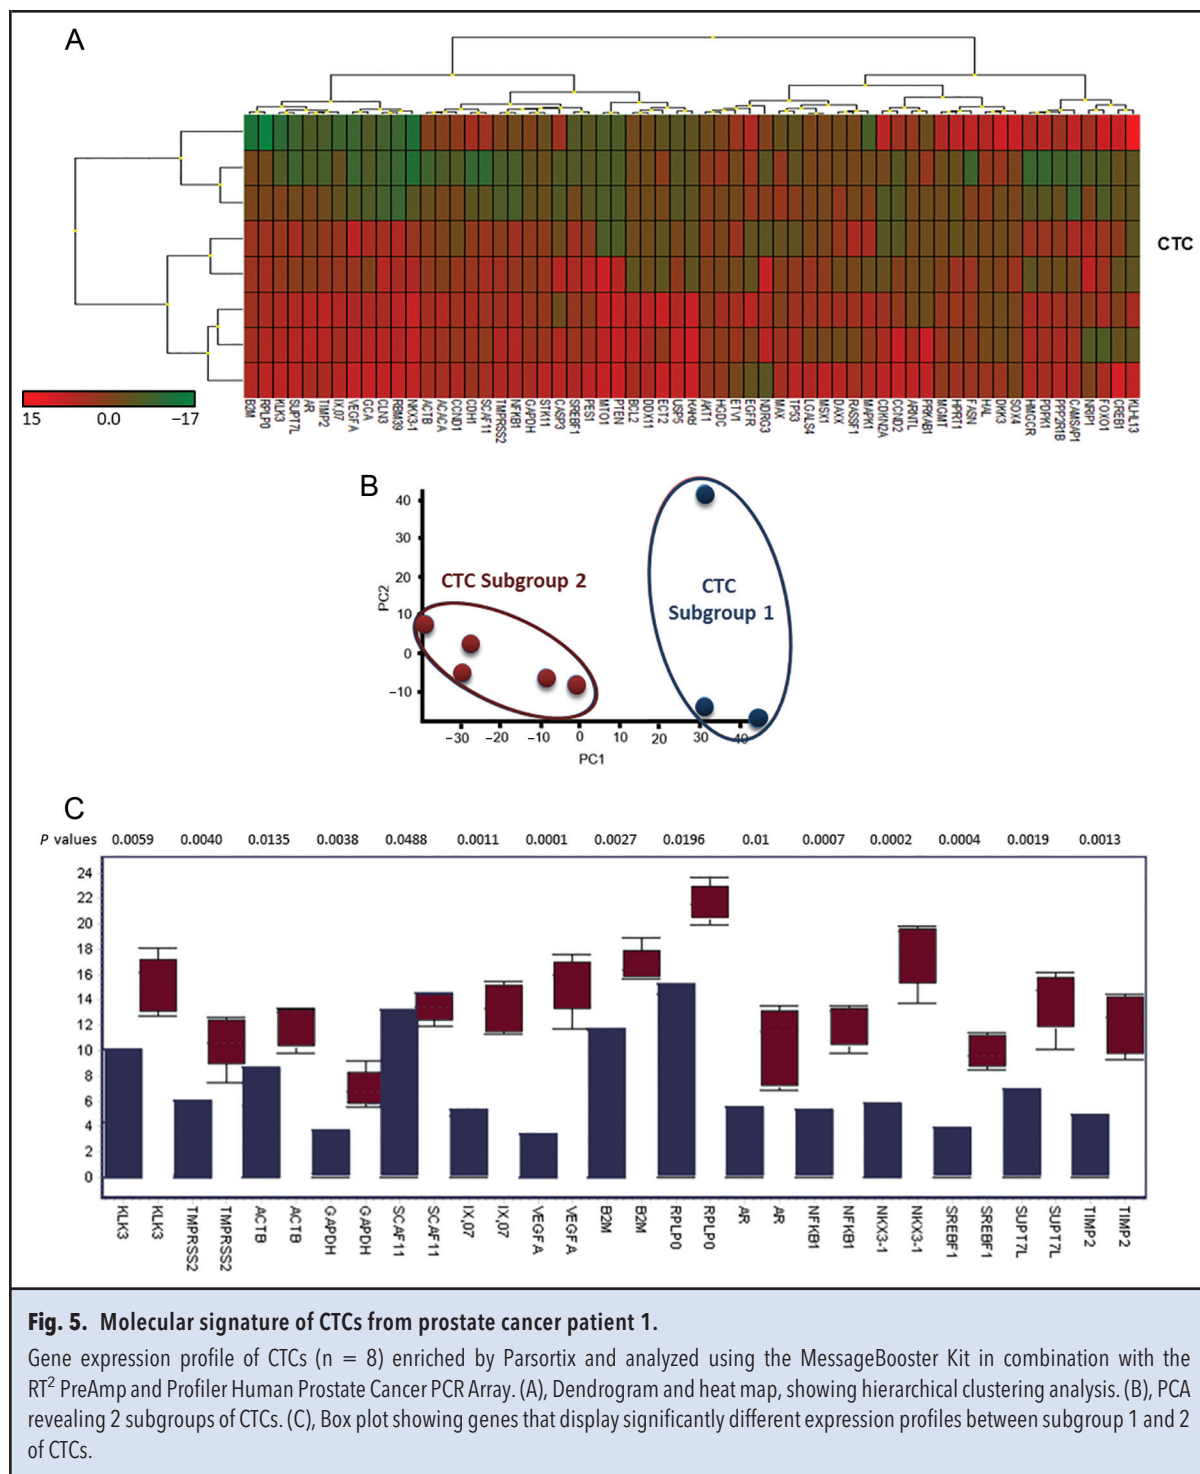 A
CTC
15 0.0 -17
B2M RPLP0 KLK3 SUPT7L AR TIMP2 IX,07 VEGFA GCA CLN3 RBM39 NKX3-1 ACTB ACACA CCND1 CDH1 SCAF11 TMPRSS2 NFKB1 GAPDH STK11 CASP3 SREBF1 PES1 MTO1 PTEN BCL2 DDX11 ECT2 USP5 RARB AKT1 HGDC ETV1 EGFR NDRG3 MAX TP53 LGALS4 MSX1 DAXX RASSF1 MAPK1 CDKN2A CCND2 ARNTL PRKAB1 MGMT HPRT1 FASN HAL DKK3 SOX4 HMGCR PDPK1 PPP2R1B CAMSAP1 NRIP1 FOXO1 CREB1 KLHL13
B
40
30
20
10
0
−10
PC2
CTC Subgroup 2
CTC
Subgroup 1
−30 −20 −10 0 10 20 30 40
PC1
C
P values 0.0059 0.0040 0.0135 0.0038 0.0488 0.0011 0.0001 0.0027 0.0196 0.01 0.0007 0.0002 0.0004 0.0019 0.0013
24
22
20
18
16
14
12
10
8
6
4
2
0
KLK3 KLK3 TMPRSS2 TMPRSS2 ACTB ACTB GAPDH GAPDH SCAF11 SCAF11 IX,07 IX,07 VEGFA VEGFA B2M B2M RPLP0 RPLP0 AR AR NFKB1 NFKB1 NKX3-1 NKX3-1 SREBF1 SREBF1 SUPT7L SUPT7L TIMP2 TIMP2
Fig. 5. Molecular signature of CTCs from prostate cancer patient 1.
Gene expression profile of CTCs (n = 8) enriched by Parsortix and analyzed using the MessageBooster Kit in combination with the
RT² PreAmp and Profiler Human Prostate Cancer PCR Array. (A), Dendrogram and heat map, showing hierarchical clustering analysis. (B), PCA
revealing 2 subgroups of CTCs. (C), Box plot showing genes that display significantly different expression profiles between subgroup 1 and 2
of CTCs.